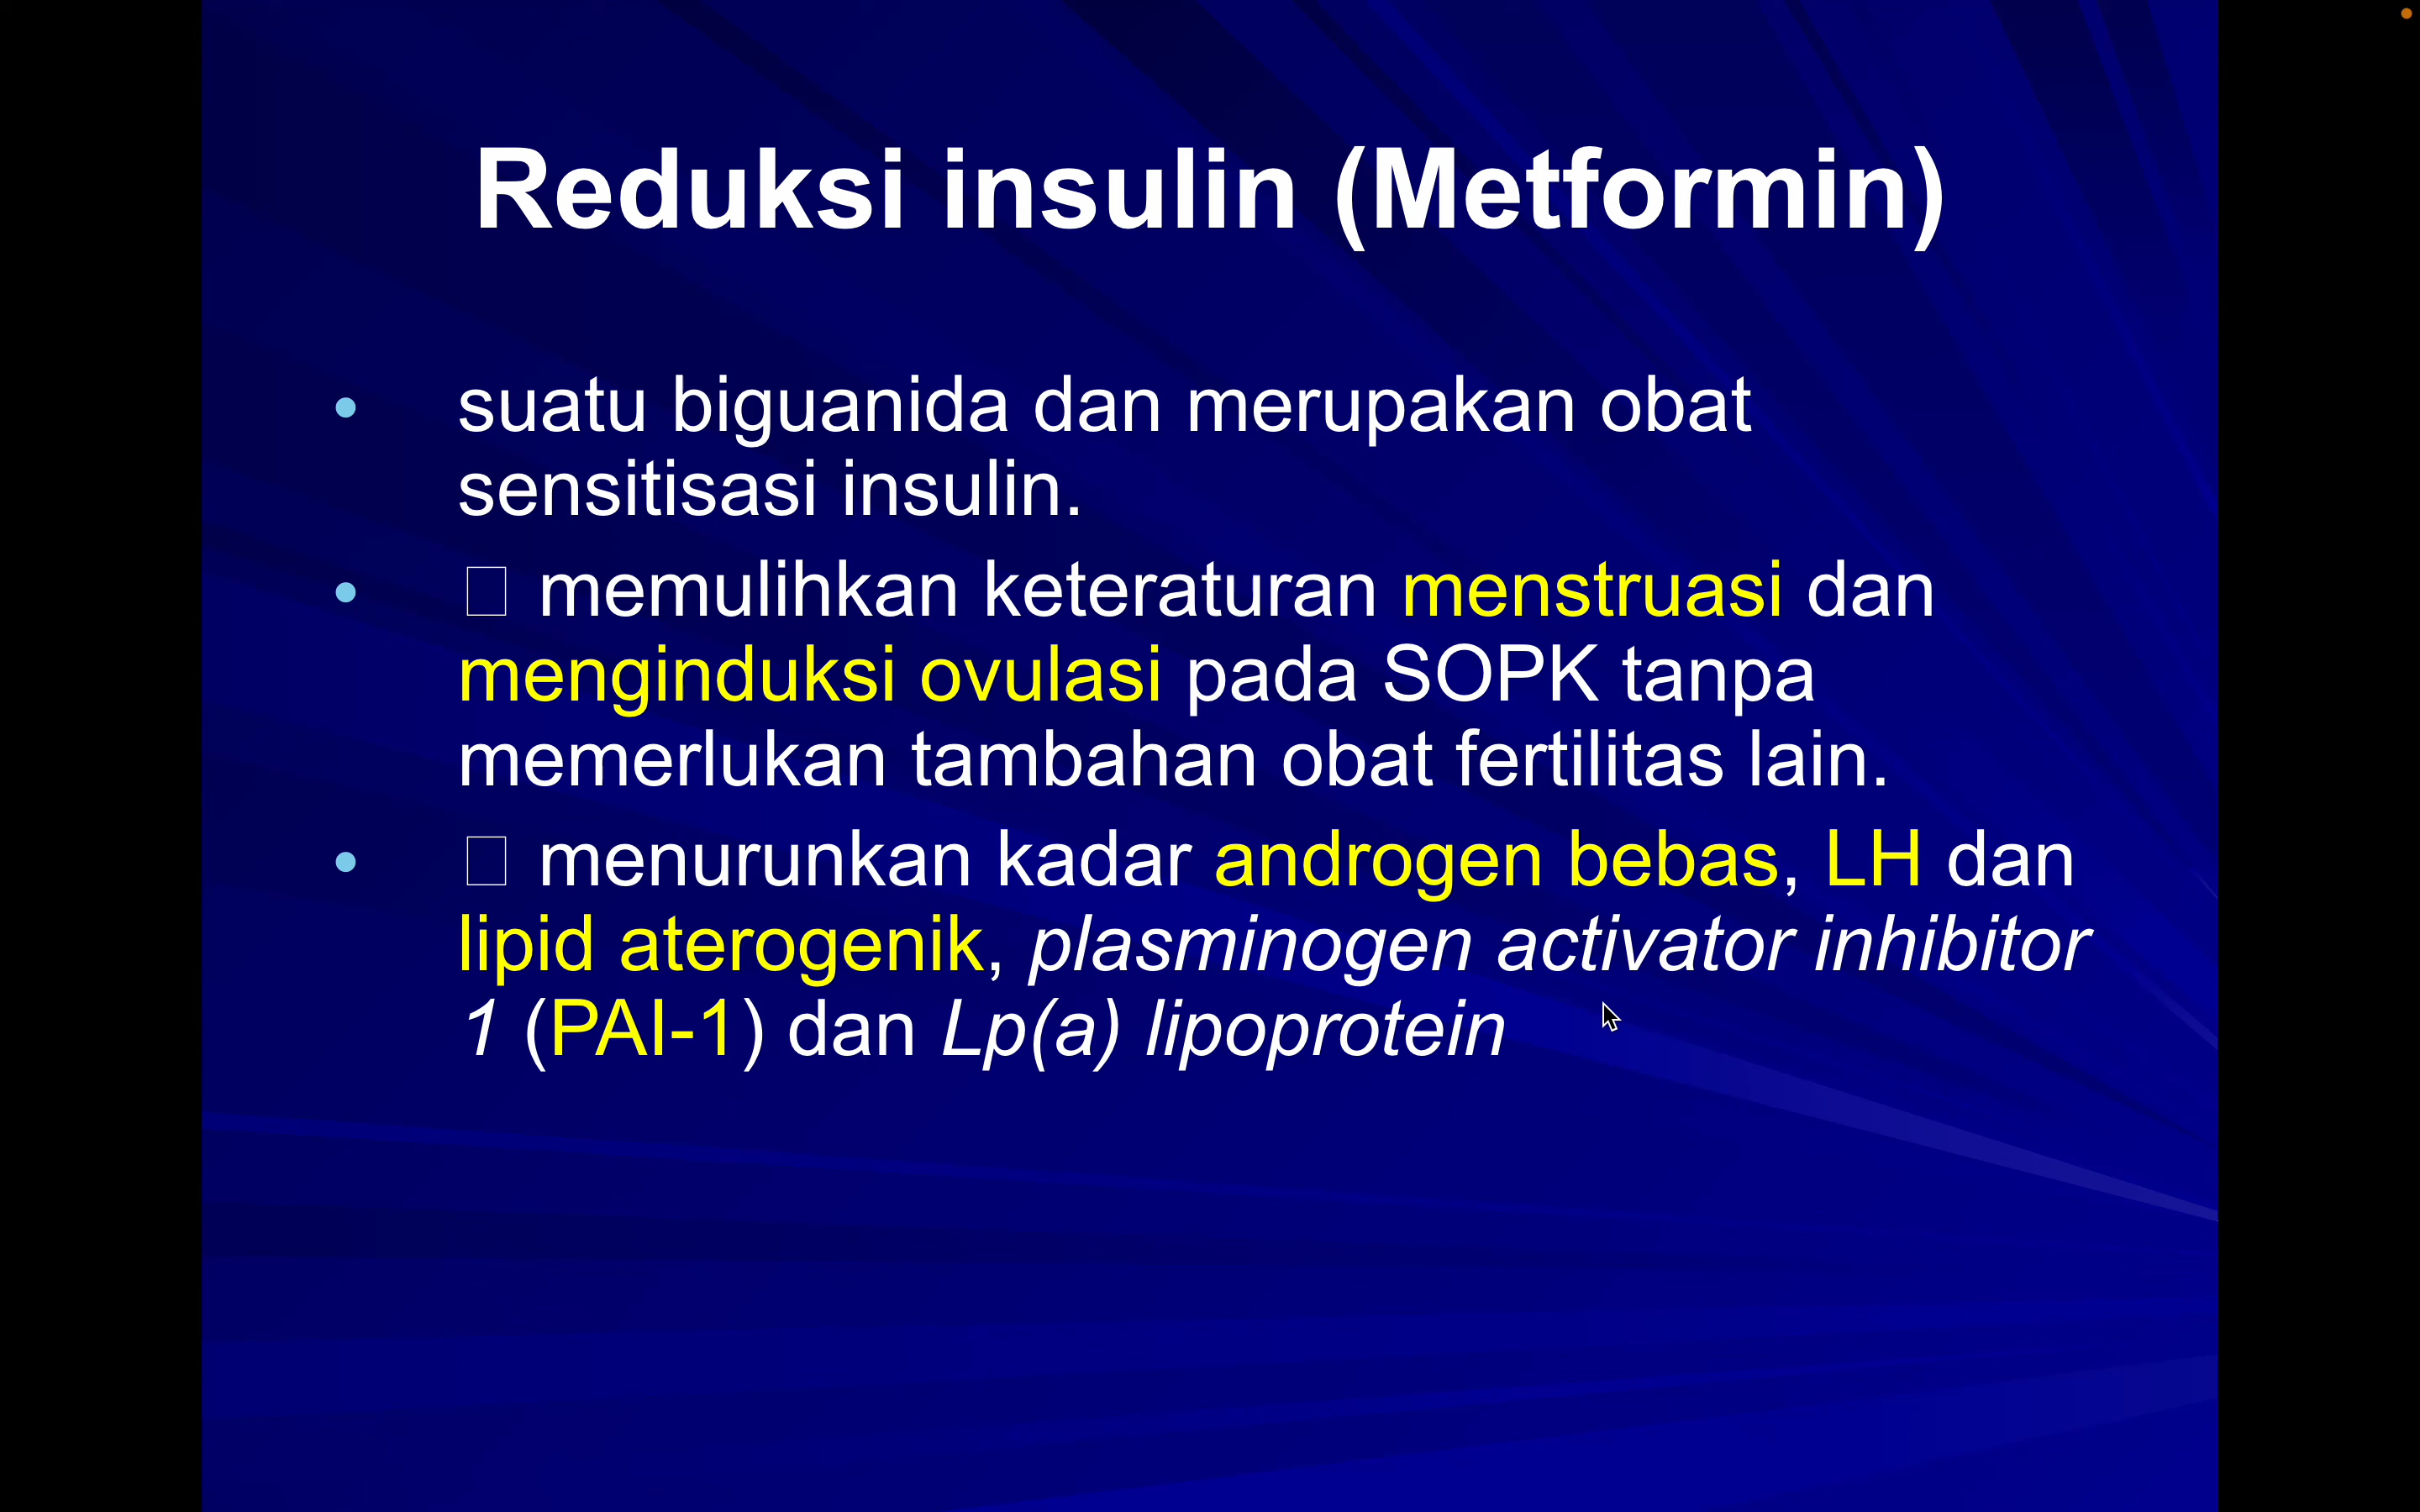 Reduksi insulin (Metformin)
• suatu biguanida dan merupakan obat
sensitisasi insulin.
• □ memulihkan keteraturan menstruasi dan
menginduksi ovulasi pada SOPK tanpa
memerlukan tambahan obat fertilitas lain.
• □ menurunkan kadar androgen bebas, LH dan
lipid aterogenik, plasminogen activator inhibitor
1 (PAI-1) dan Lp(a) lipoprotein